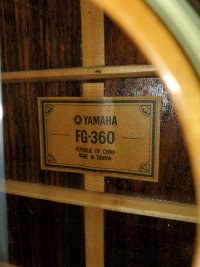 YAMAHA
FG-360
REPUBLIC OF CHINA
MADE IN TAIWAN